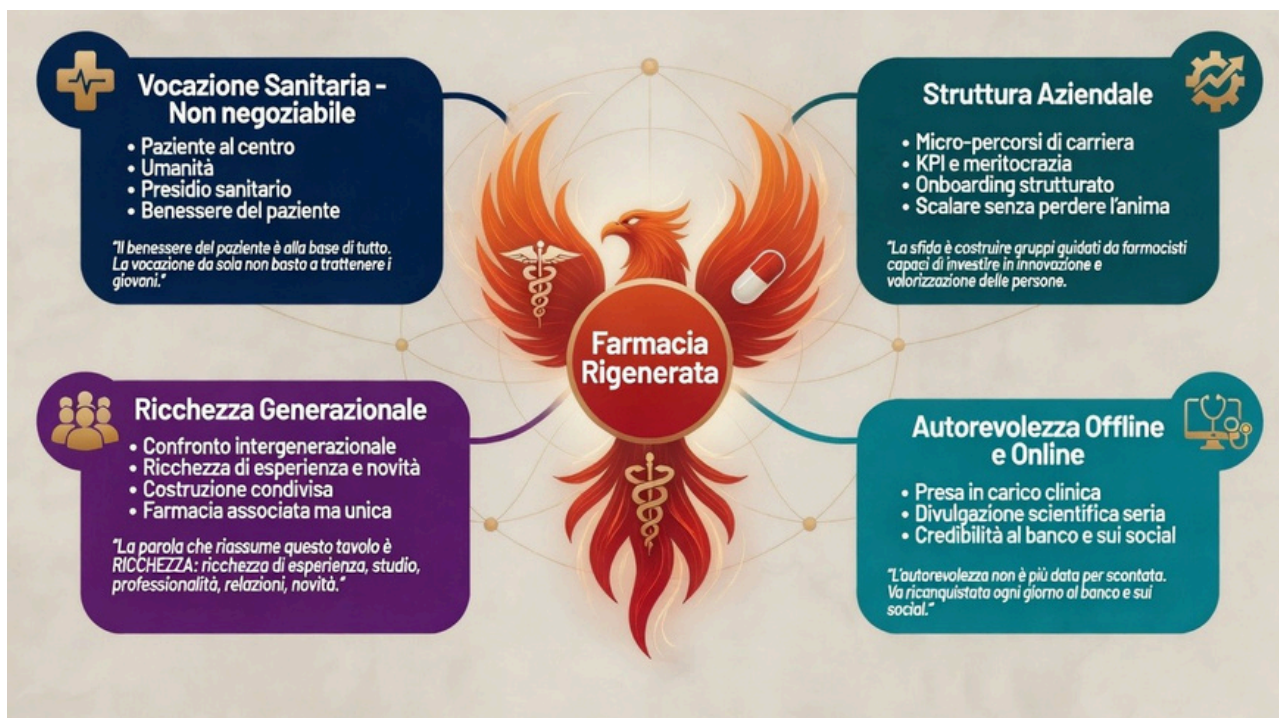 Vocazione Sanitaria -
Non negoziabile
• Paziente al centro
• Umanità
• Presidio sanitario
• Benessere del paziente
"Il benessere del paziente è alla base di tutto.
La vocazione da sola non basta a trattenere i
giovani."
Struttura Aziendale
• Micro-percorsi di carriera
• KPI e meritocrazia
• Onboarding strutturato
• Scalare senza perdere l'anima
"La sfida è costruire gruppi guidati da farmocisti
capaci di investire in innovazione e
valorizzazione delle persone.
Farmacia
Rigenerata
Ricchezza Generazionale
• Confronto intergenerazionale
• Ricchezza di esperienza e novità
• Costruzione condivisa
• Farmacia associata ma unica
"La parola che riassume questo tavolo è
RICCHEZZA: ricchezza di esperienza, studio,
professionalità, relazioni, novità."
Autorevolezza Offline
e Online
• Presa in carico clinica
• Divulgazione scientifica seria
• Credibilità al banco e sui social
"L'autorevolezza non è più data per scontata.
Va riconquistata ogni giorno al banco e sui
social."